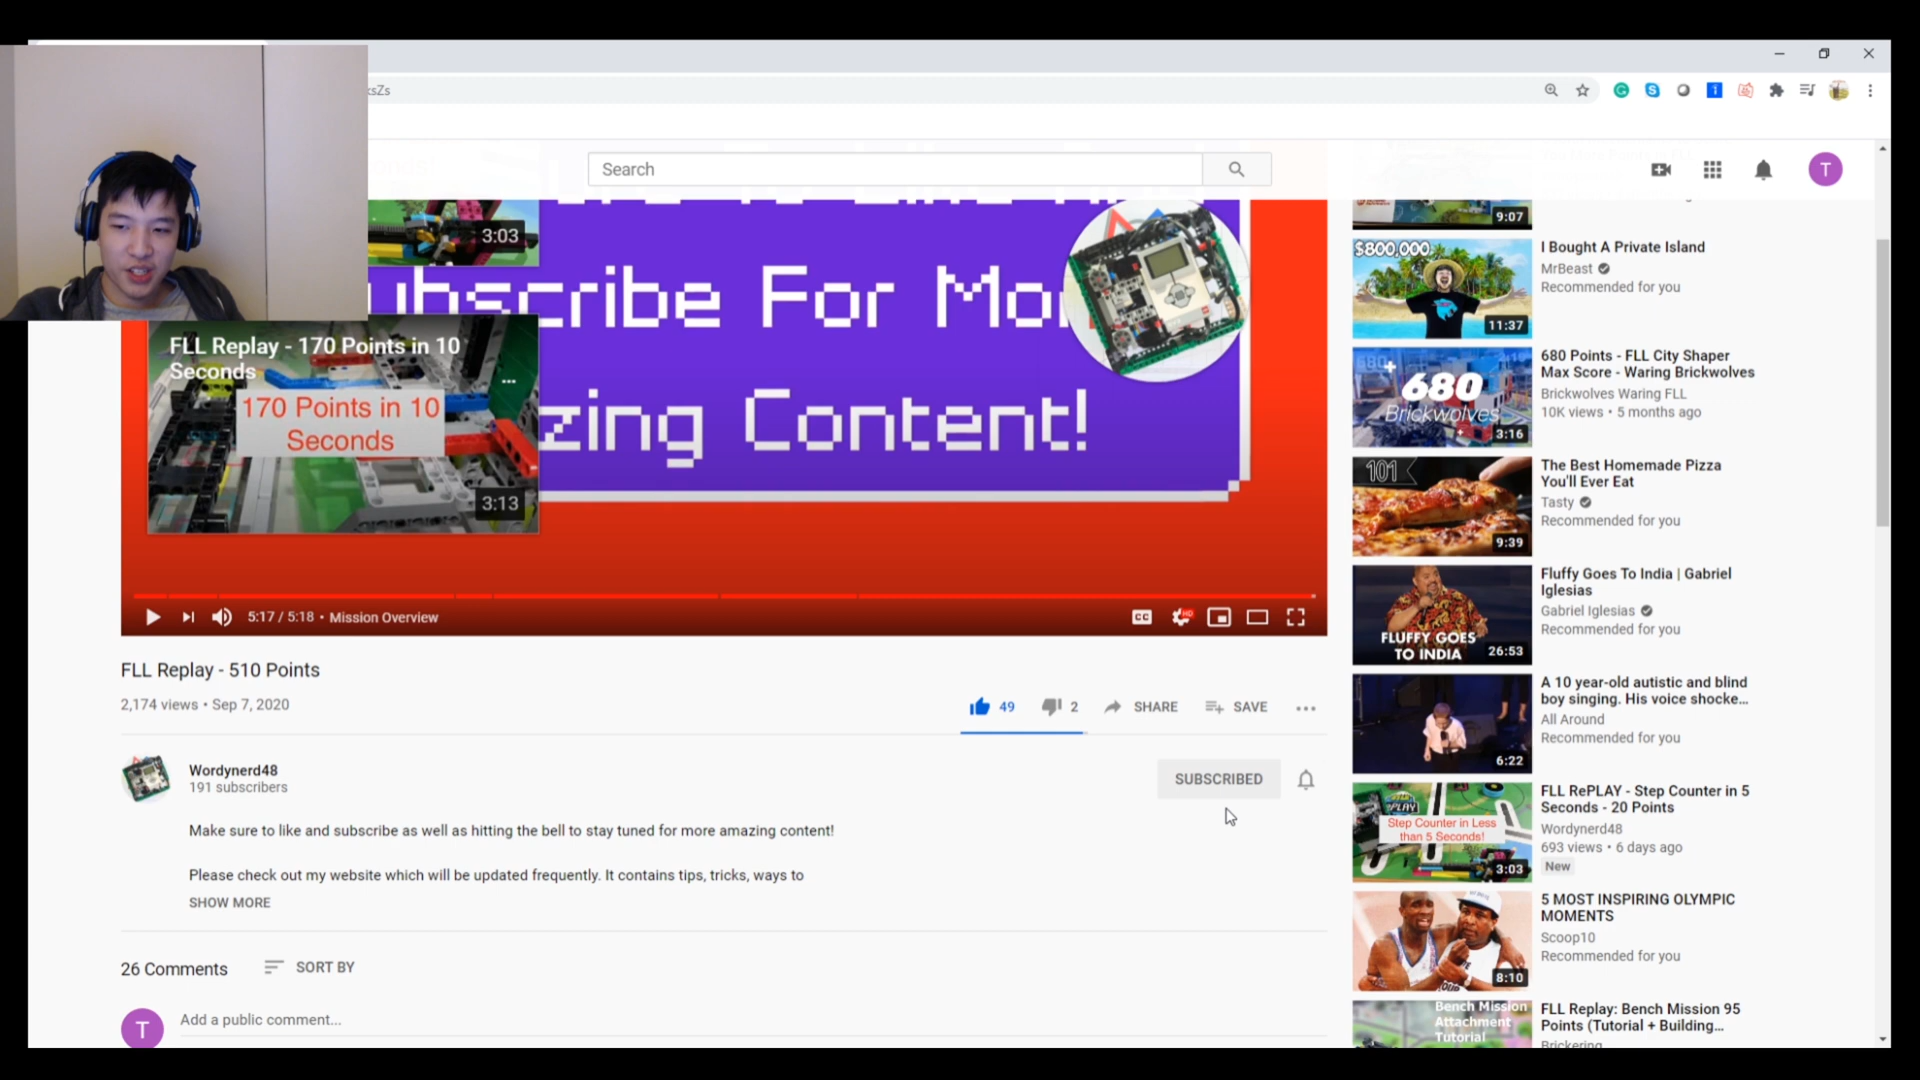 ksZs
Search
T
3:03
ubscribe For Mo
zing Content!
FLL Replay - 170 Points in 10
Seconds
170 Points in 10
Seconds
3:13
5:17 / 5:18 • Mission Overview
CC
HD
FLL Replay - 510 Points
2,174 views • Sep 7, 2020
49
2
SHARE
SAVE
Wordynerd48
191 subscribers
SUBSCRIBED
Make sure to like and subscribe as well as hitting the bell to stay tuned for more amazing content!
Please check out my website which will be updated frequently. It contains tips, tricks, ways to
SHOW MORE
26 Comments
SORT BY
T
Add a public comment...
9:07
$800,000
11:37
I Bought A Private Island
MrBeast
Recommended for you
680
Brickwolves
3:16
680 Points - FLL City Shaper
Max Score - Waring Brickwolves
Brickwolves Waring FLL
10K views • 5 months ago
101
9:39
The Best Homemade Pizza
You'll Ever Eat
Tasty
Recommended for you
FLUFFY GOES
TO INDIA
26:53
Fluffy Goes To India | Gabriel
Iglesias
Gabriel Iglesias
Recommended for you
6:22
A 10 year-old autistic and blind
boy singing. His voice shocke...
All Around
Recommended for you
Step Counter in Less
than 5 Seconds!
3:03
FLL RePLAY - Step Counter in 5
Seconds - 20 Points
Wordynerd48
693 views • 6 days ago
New
8:10
5 MOST INSPIRING OLYMPIC
MOMENTS
Scoop10
Recommended for you
Bench Mission
Attachment
Tutorial
FLL Replay: Bench Mission 95
Points (Tutorial + Building...
Brickering